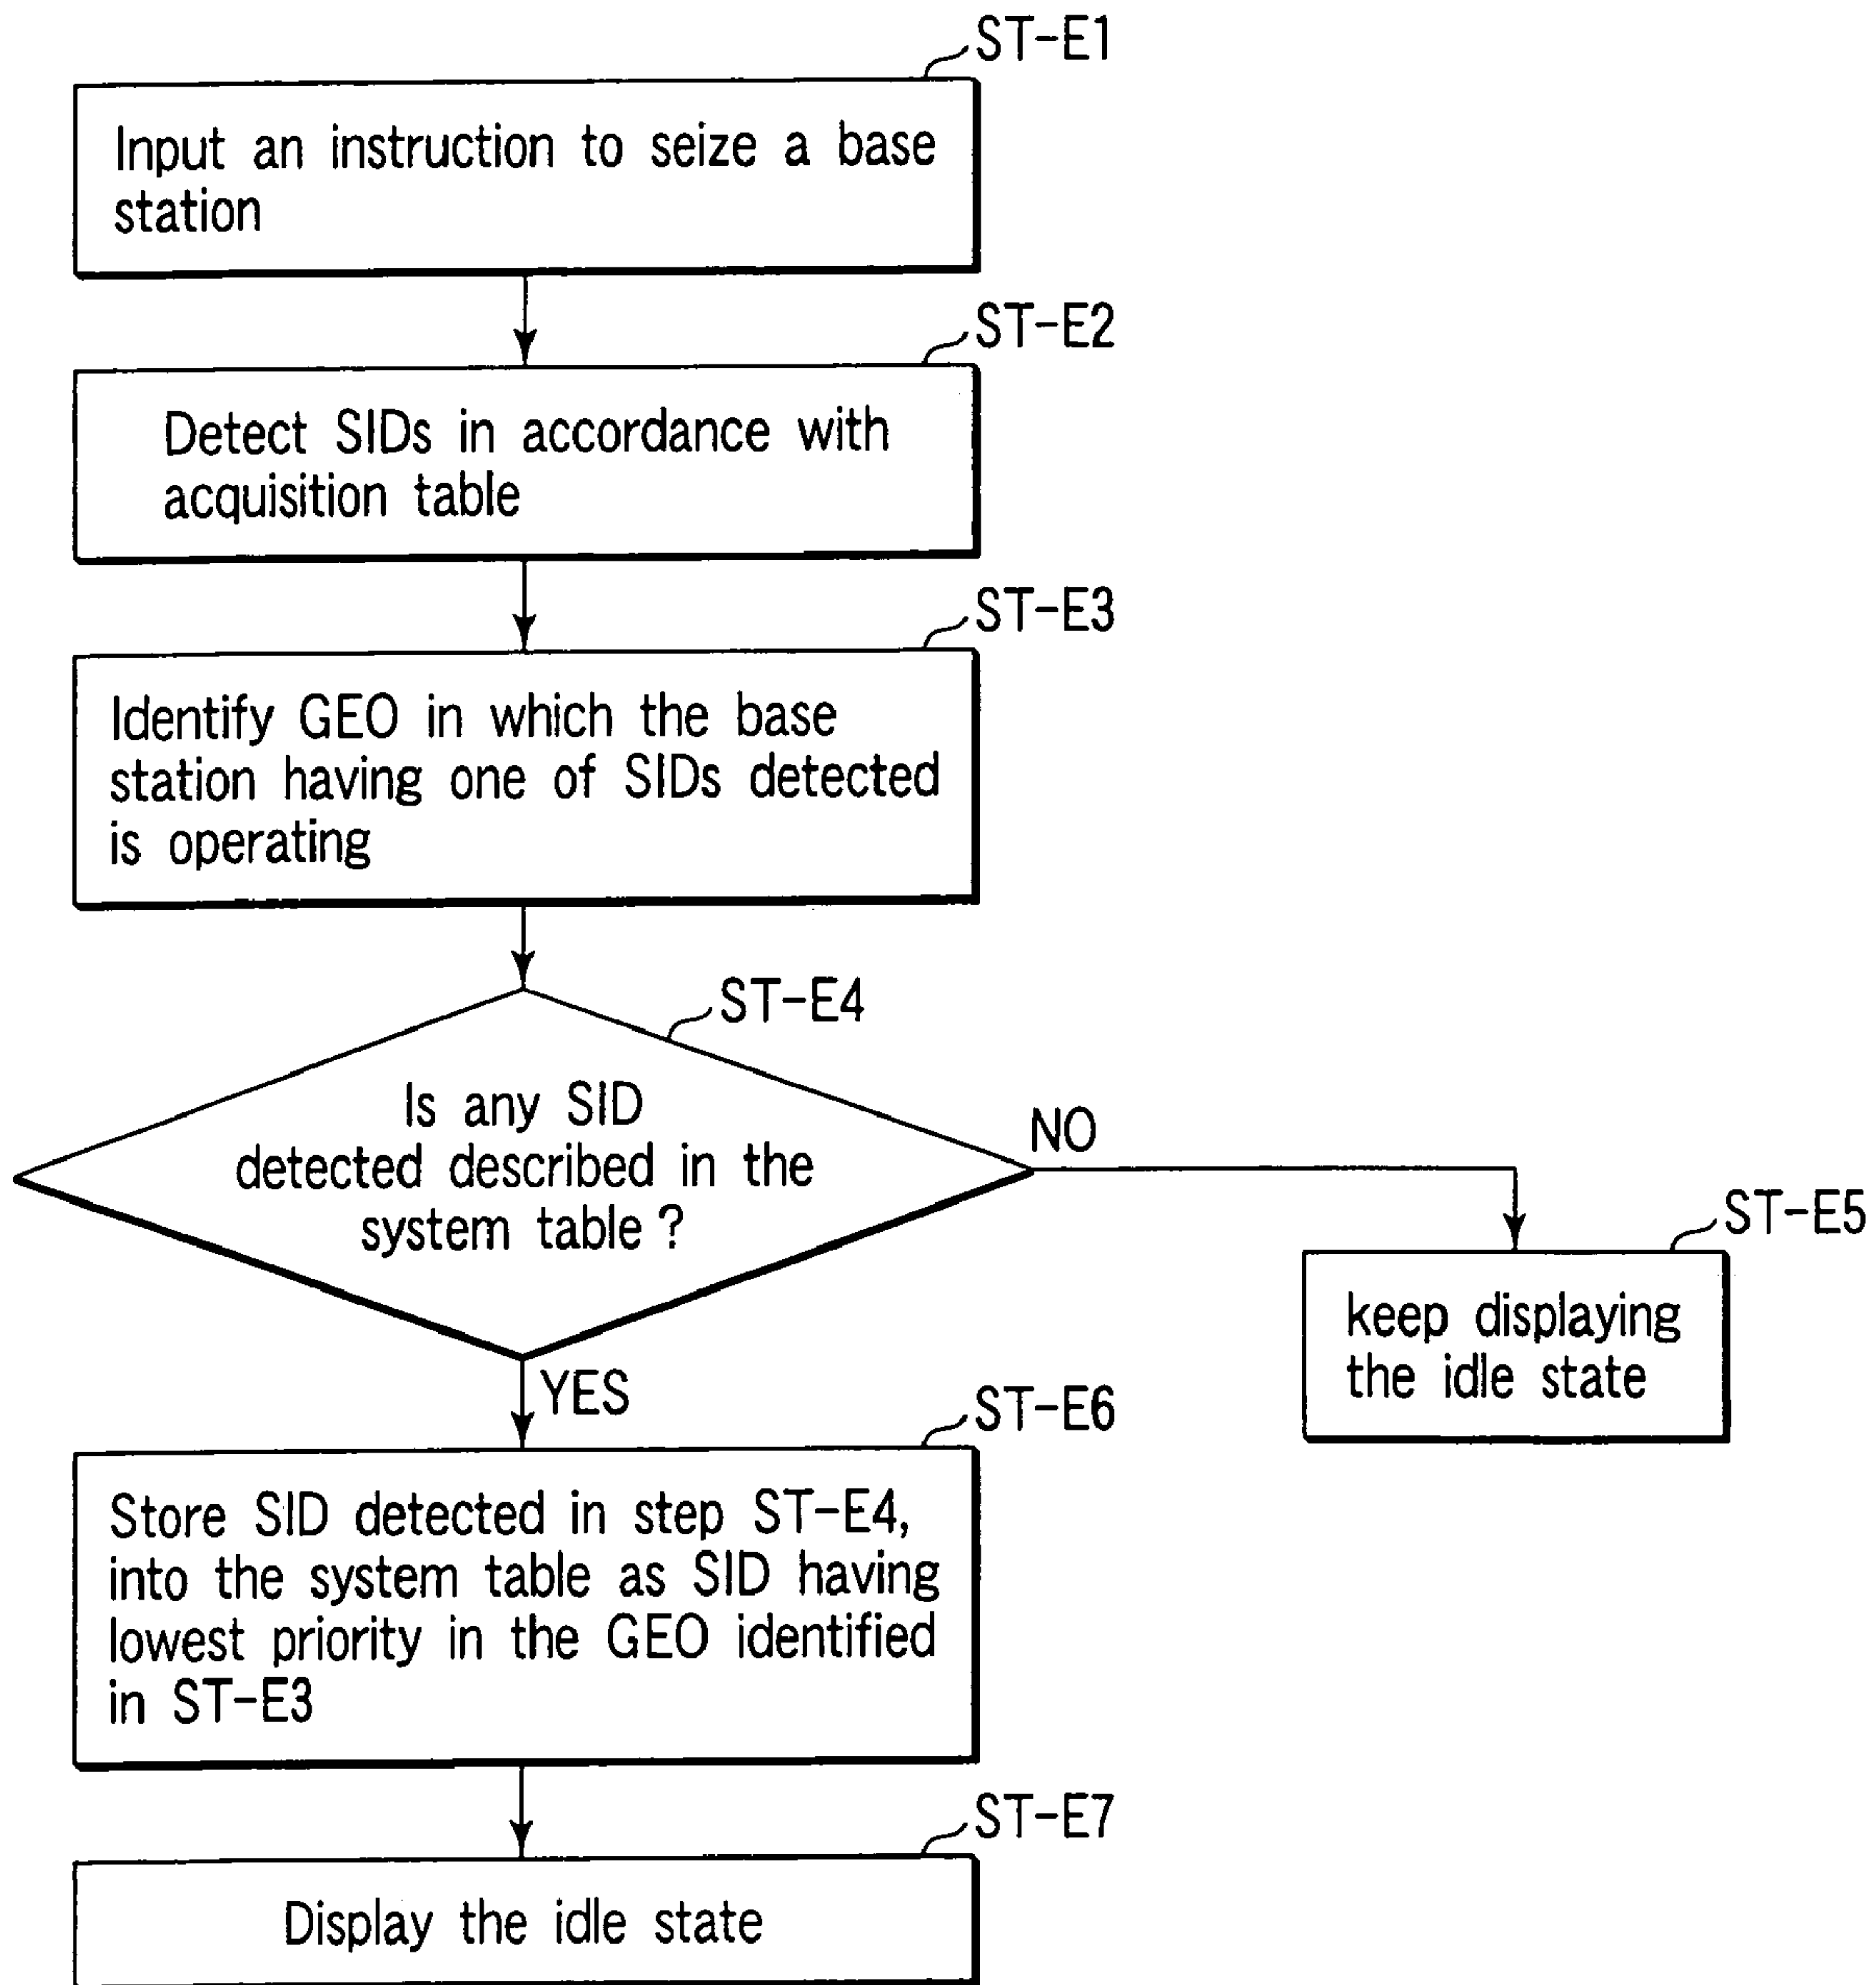 ST-E1
Input an instruction to seize a base
station
ST-E2
Detect SIDs in accordance with
acquisition table
ST-E3
Identify GEO in which the base
station having one of SIDs detected
is operating
ST-E4
Is any SID
detected described in the
system table ?
NO
ST-E5
keep displaying
the idle state
YES
ST-E6
Store SID detected in step ST-E4,
into the system table as SID having
lowest priority in the GEO identified
in ST-E3
ST-E7
Display the idle state